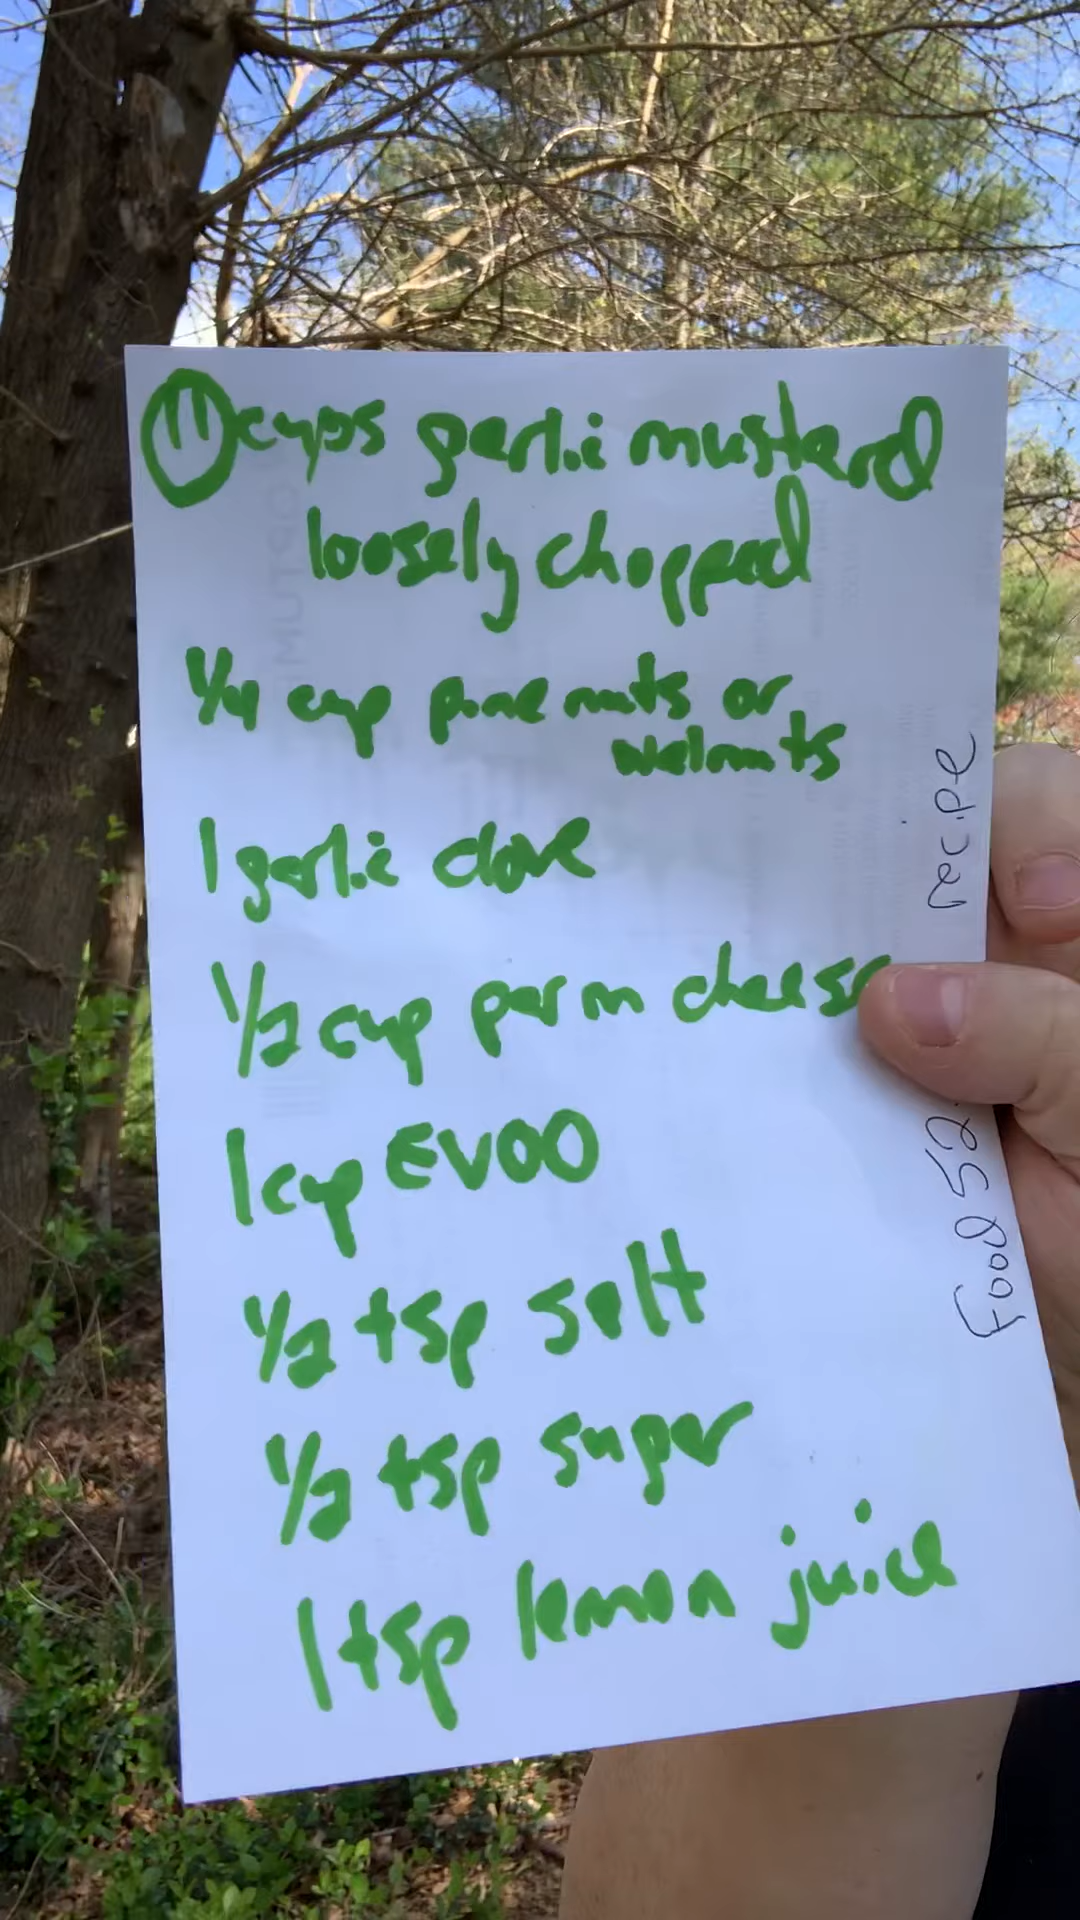 11 cups garlic mustard
loosely chopped
1/4 cup pine nuts or
walnuts
1 garlic clove
1/2 cup parm cheese
1 cup EVOO
1/2 tsp salt
1/2 tsp sugar
1 tsp lemon juice
Food 52
recipe